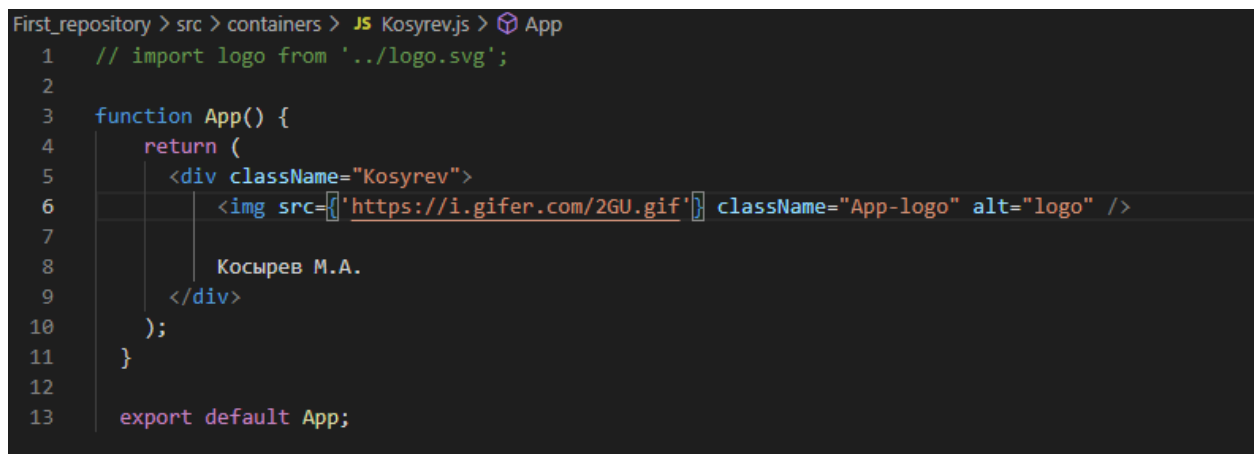 First_repository > src > containers > JS Kosyrev.js > App
1 // import logo from '../logo.svg';
2
3 function App() {
4 return (
5 <div className="Kosyrev">
6 <img src={'https://i.gifer.com/2GU.gif'} className="App-logo" alt="logo" />
7
8 Косырев М.А.
9 </div>
10 );
11 }
12
13 export default App;